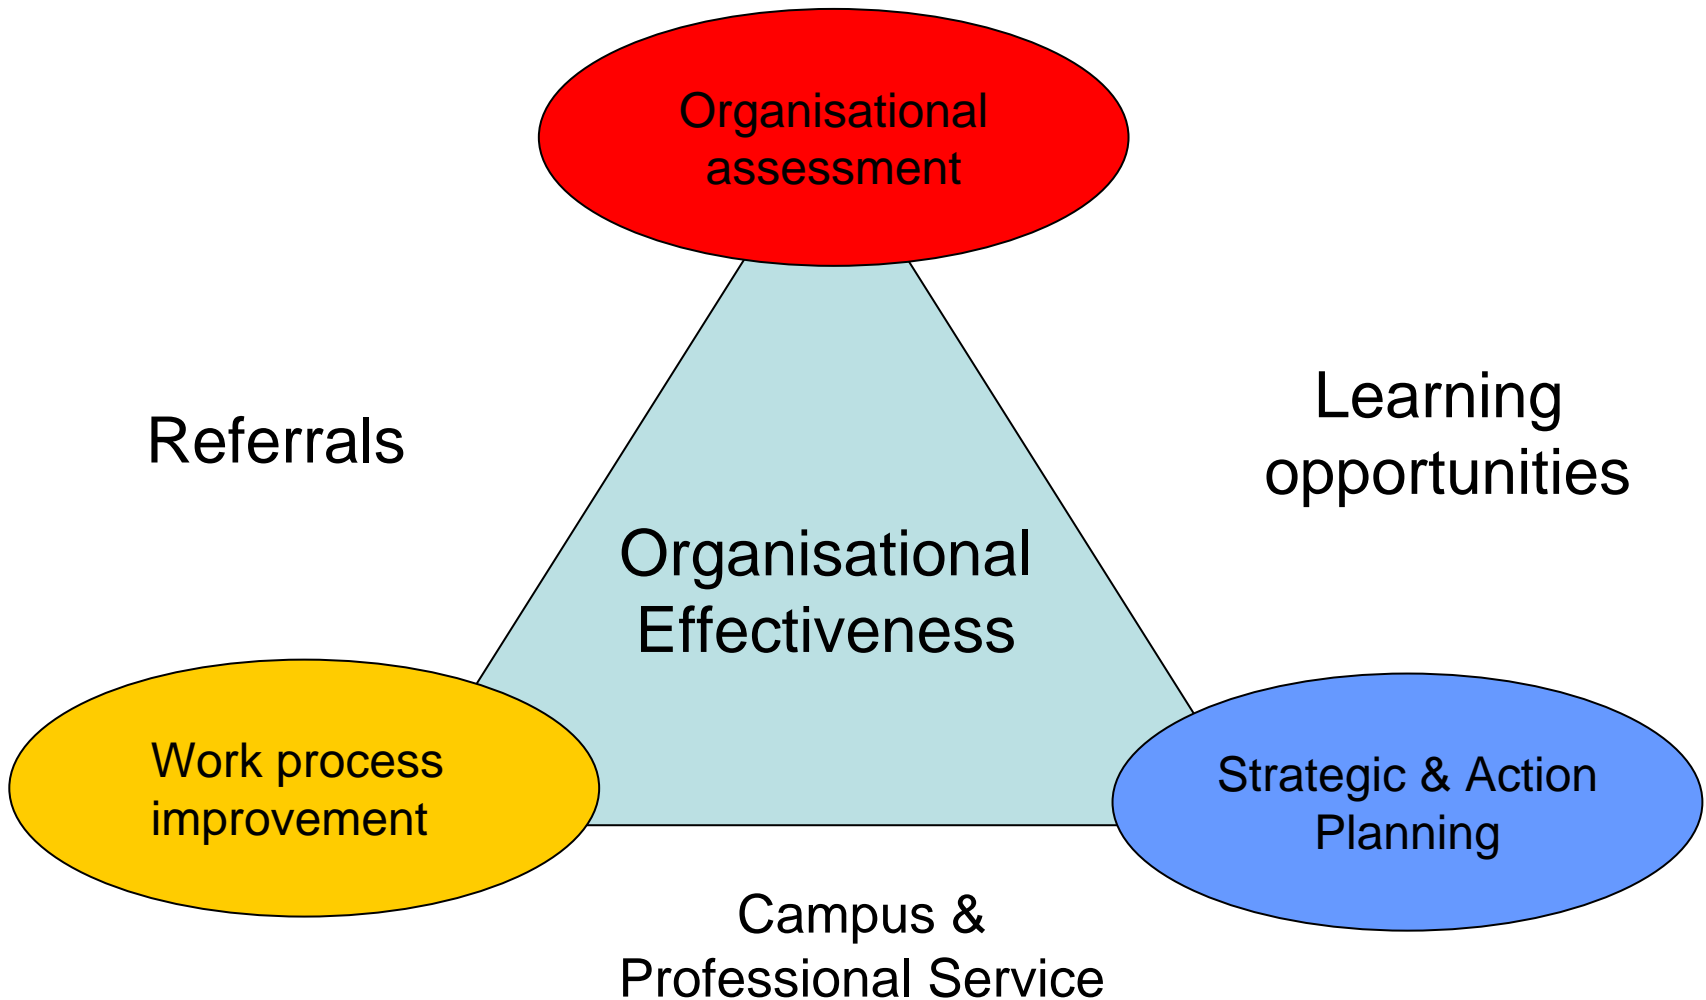 Organisational
assessment
Referrals
Learning
opportunities
Organisational
Effectiveness
Work process
improvement
Strategic & Action
Planning
Campus &
Professional Service